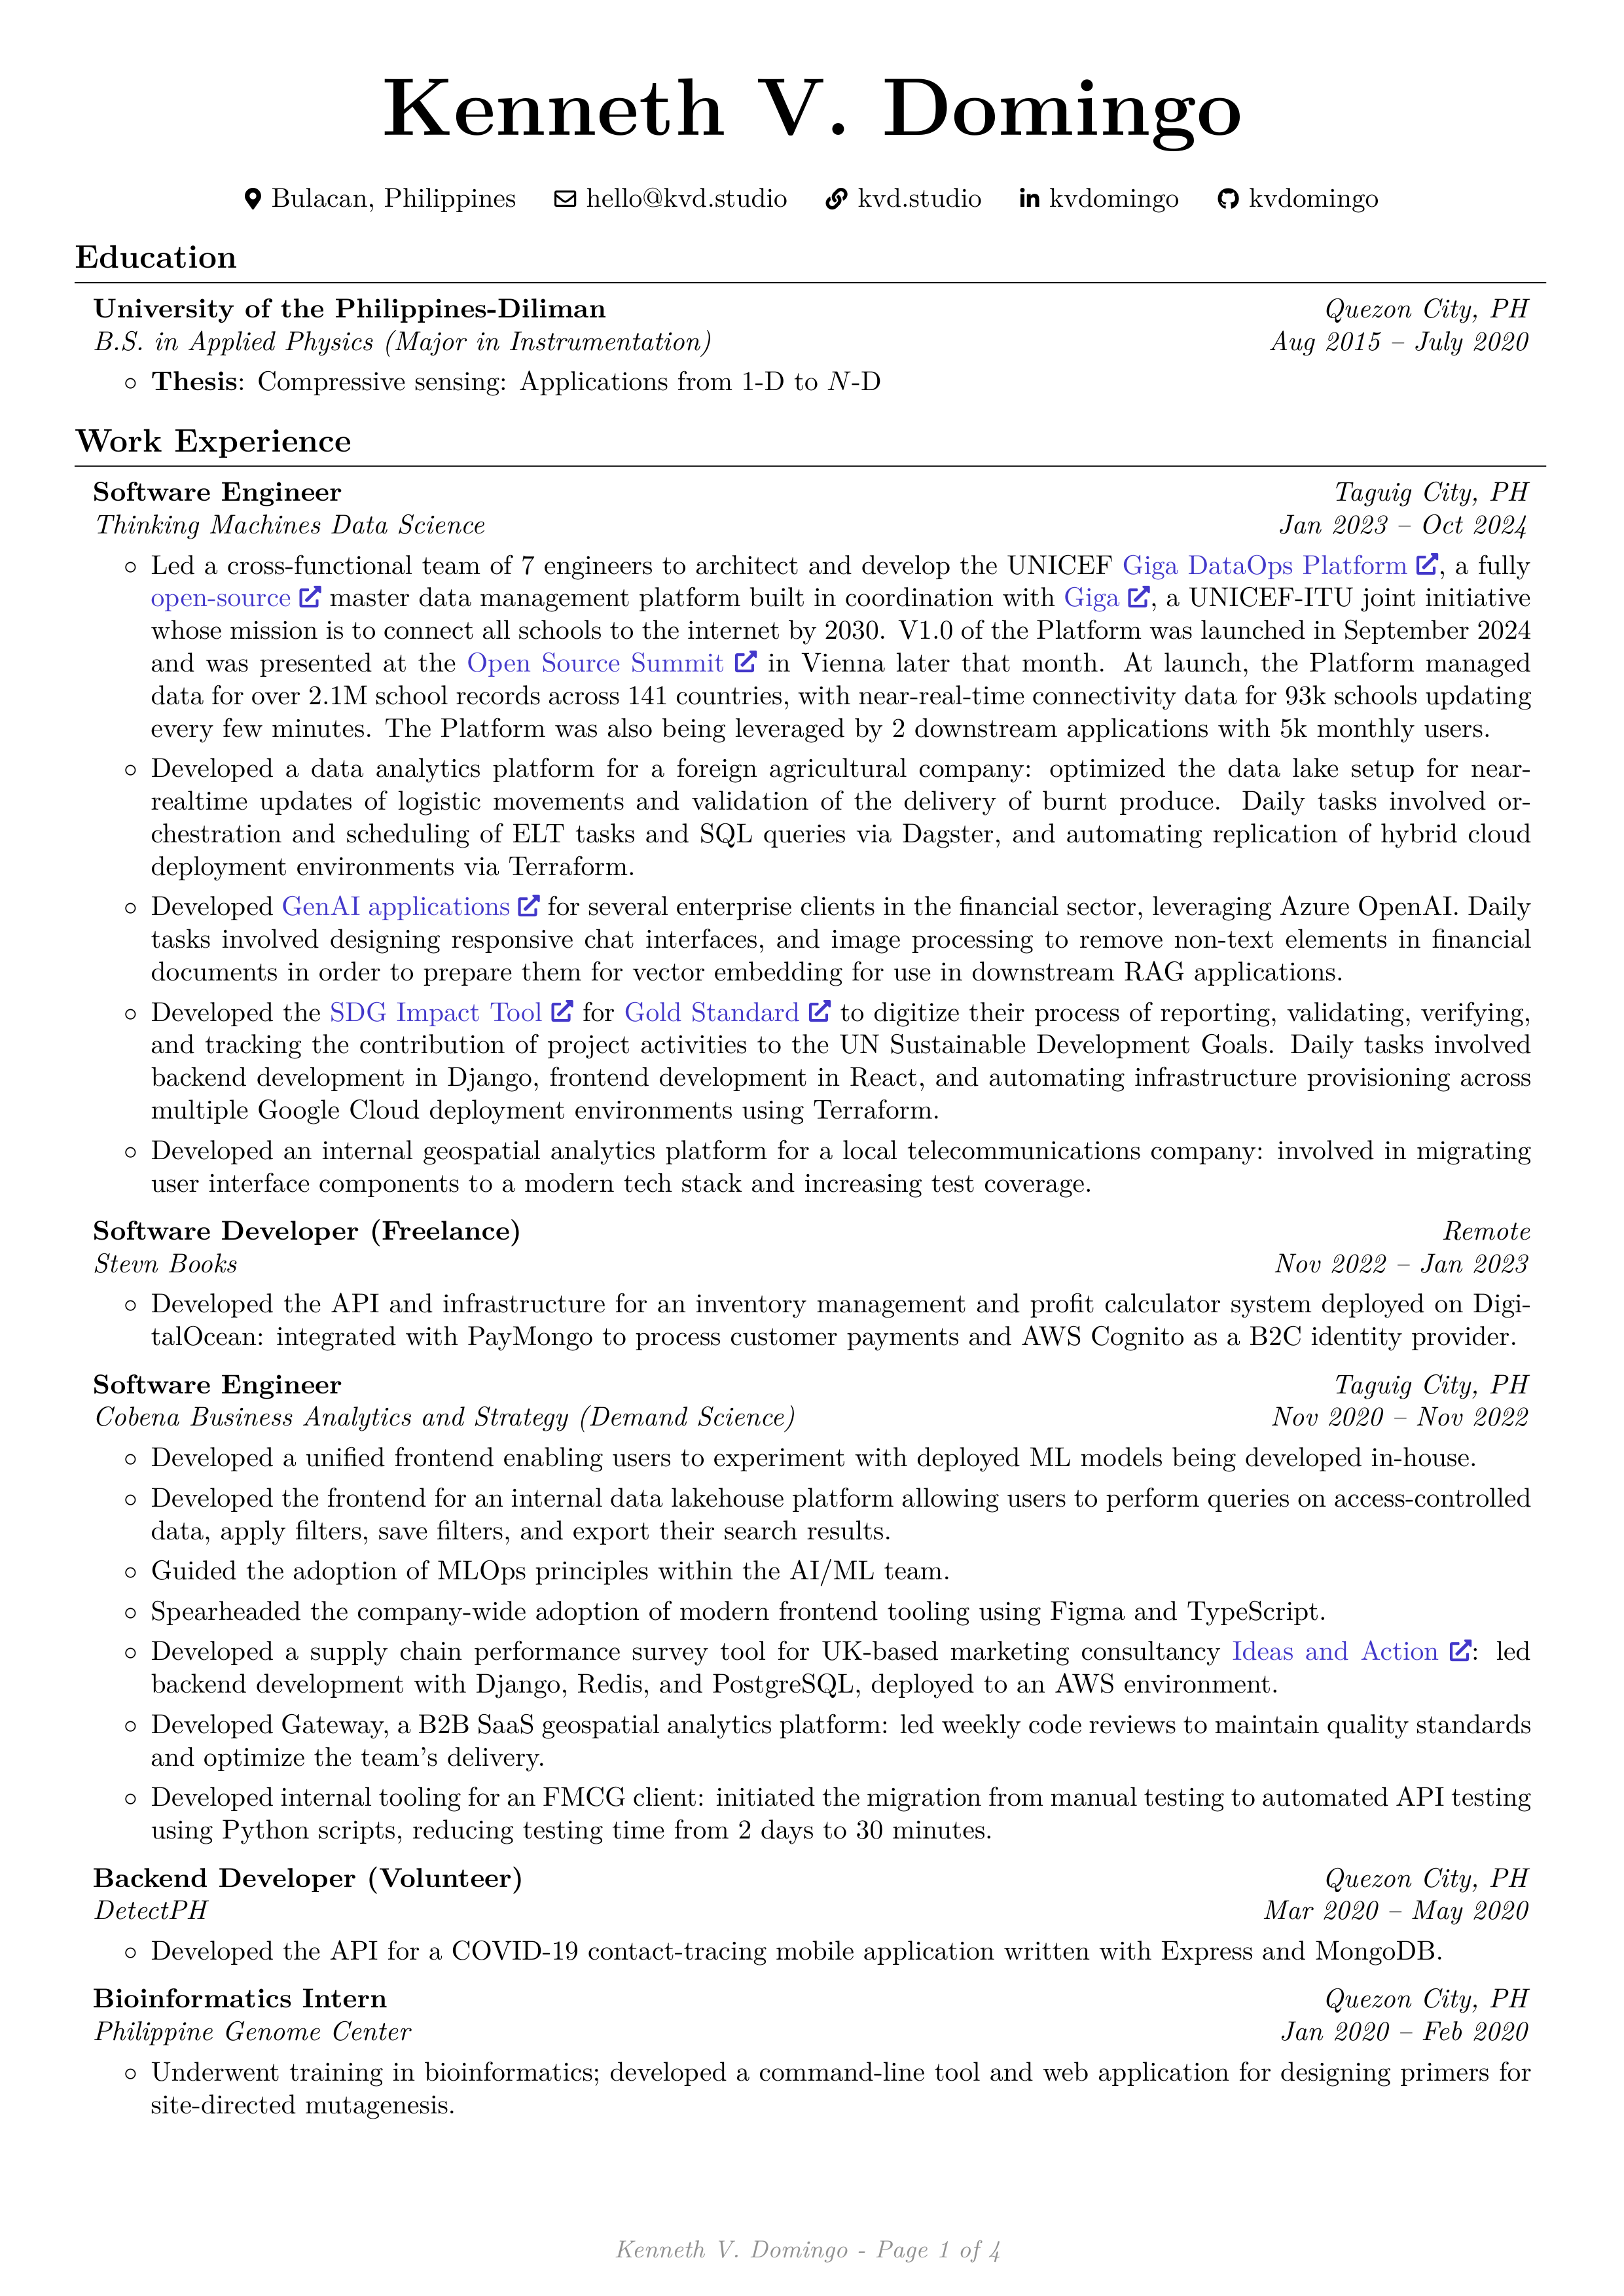 Kenneth V. Domingo
Bulacan, Philippines hello@kvd.studio kvd.studio kvdomingo kvdomingo
Education
University of the Philippines-Diliman Quezon City, PH
B.S. in Applied Physics (Major in Instrumentation) Aug 2015 – July 2020
◦ Thesis: Compressive sensing: Applications from 1-D to N-D
Work Experience
Software Engineer Taguig City, PH
Thinking Machines Data Science Jan 2023 – Oct 2024
◦ Led a cross-functional team of 7 engineers to architect and develop the UNICEF Giga DataOps Platform, a fully
open-source master data management platform built in coordination with Giga, a UNICEF-ITU joint initiative
whose mission is to connect all schools to the internet by 2030. V1.0 of the Platform was launched in September 2024
and was presented at the Open Source Summit in Vienna later that month. At launch, the Platform managed
data for over 2.1M school records across 141 countries, with near-real-time connectivity data for 93k schools updating
every few minutes. The Platform was also being leveraged by 2 downstream applications with 5k monthly users.
◦ Developed a data analytics platform for a foreign agricultural company: optimized the data lake setup for near-
realtime updates of logistic movements and validation of the delivery of burnt produce. Daily tasks involved or-
chestration and scheduling of ELT tasks and SQL queries via Dagster, and automating replication of hybrid cloud
deployment environments via Terraform.
◦ Developed GenAI applications for several enterprise clients in the financial sector, leveraging Azure OpenAI. Daily
tasks involved designing responsive chat interfaces, and image processing to remove non-text elements in financial
documents in order to prepare them for vector embedding for use in downstream RAG applications.
◦ Developed the SDG Impact Tool for Gold Standard to digitize their process of reporting, validating, verifying,
and tracking the contribution of project activities to the UN Sustainable Development Goals. Daily tasks involved
backend development in Django, frontend development in React, and automating infrastructure provisioning across
multiple Google Cloud deployment environments using Terraform.
◦ Developed an internal geospatial analytics platform for a local telecommunications company: involved in migrating
user interface components to a modern tech stack and increasing test coverage.
Software Developer (Freelance) Remote
Stevn Books Nov 2022 – Jan 2023
◦ Developed the API and infrastructure for an inventory management and profit calculator system deployed on Digi-
talOcean: integrated with PayMongo to process customer payments and AWS Cognito as a B2C identity provider.
Software Engineer Taguig City, PH
Cobena Business Analytics and Strategy (Demand Science) Nov 2020 – Nov 2022
◦ Developed a unified frontend enabling users to experiment with deployed ML models being developed in-house.
◦ Developed the frontend for an internal data lakehouse platform allowing users to perform queries on access-controlled
data, apply filters, save filters, and export their search results.
◦ Guided the adoption of MLOps principles within the AI/ML team.
◦ Spearheaded the company-wide adoption of modern frontend tooling using Figma and TypeScript.
◦ Developed a supply chain performance survey tool for UK-based marketing consultancy Ideas and Action: led
backend development with Django, Redis, and PostgreSQL, deployed to an AWS environment.
◦ Developed Gateway, a B2B SaaS geospatial analytics platform: led weekly code reviews to maintain quality standards
and optimize the team's delivery.
◦ Developed internal tooling for an FMCG client: initiated the migration from manual testing to automated API testing
using Python scripts, reducing testing time from 2 days to 30 minutes.
Backend Developer (Volunteer) Quezon City, PH
DetectPH Mar 2020 – May 2020
◦ Developed the API for a COVID-19 contact-tracing mobile application written with Express and MongoDB.
Bioinformatics Intern Quezon City, PH
Philippine Genome Center Jan 2020 – Feb 2020
◦ Underwent training in bioinformatics; developed a command-line tool and web application for designing primers for
site-directed mutagenesis.
Kenneth V. Domingo - Page 1 of 4